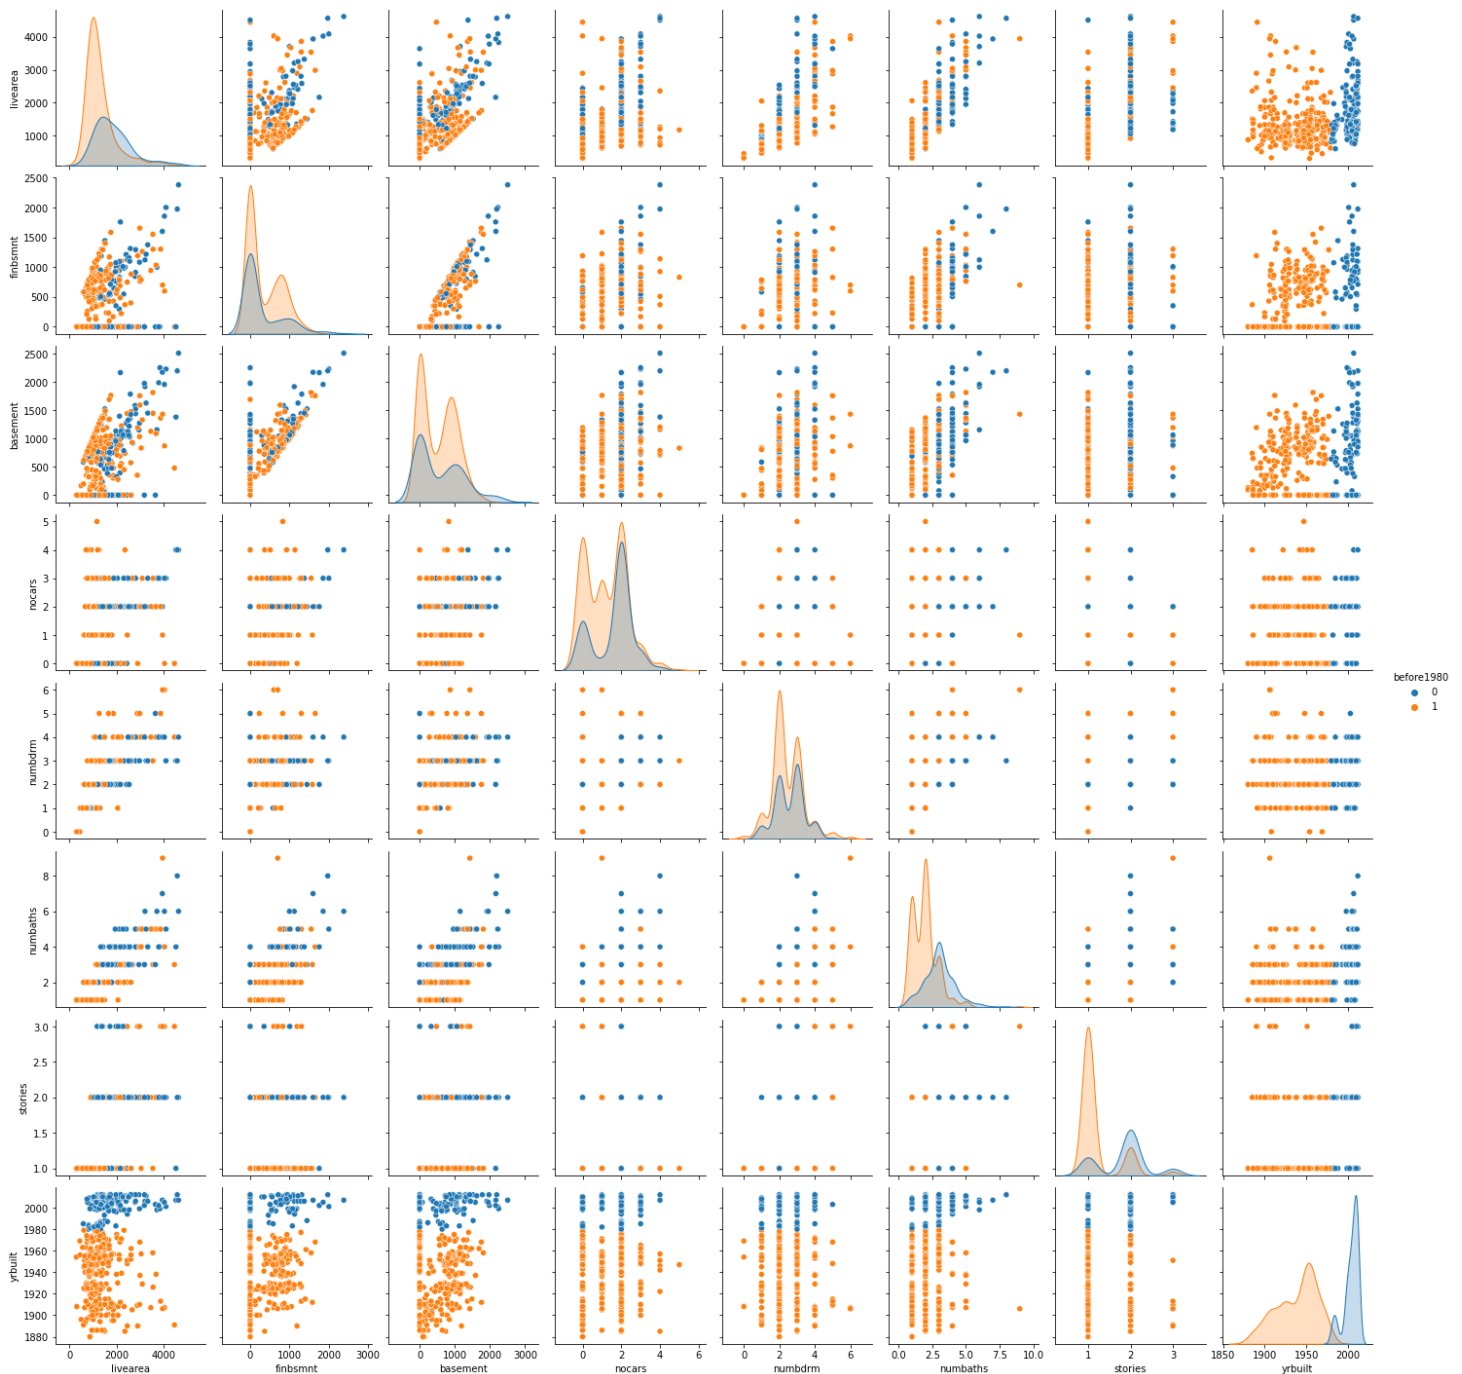 4000
3000
2000
1000
livearea
2500
2000
1500
1000
500
0
finbsmnt
2500
2000
1500
1000
500
0
basement
5
4
3
2
1
0
nocars
6
5
4
3
2
1
0
numbdrm
before1980
0
1
8
6
4
2
numbaths
3.0
2.5
2.0
1.5
1.0
stories
2000
1980
1960
1940
1920
1900
1880
yrbuilt
0 2000 4000
0 1000 2000 3000
0 1000 2000 3000
0 2 4 6
0 2 4 6
0.0 2.5 5.0 7.5 10.0
1 2 3
1850 1900 1950 2000
livearea finbsmnt basement nocars numbdrm numbaths stories yrbuilt